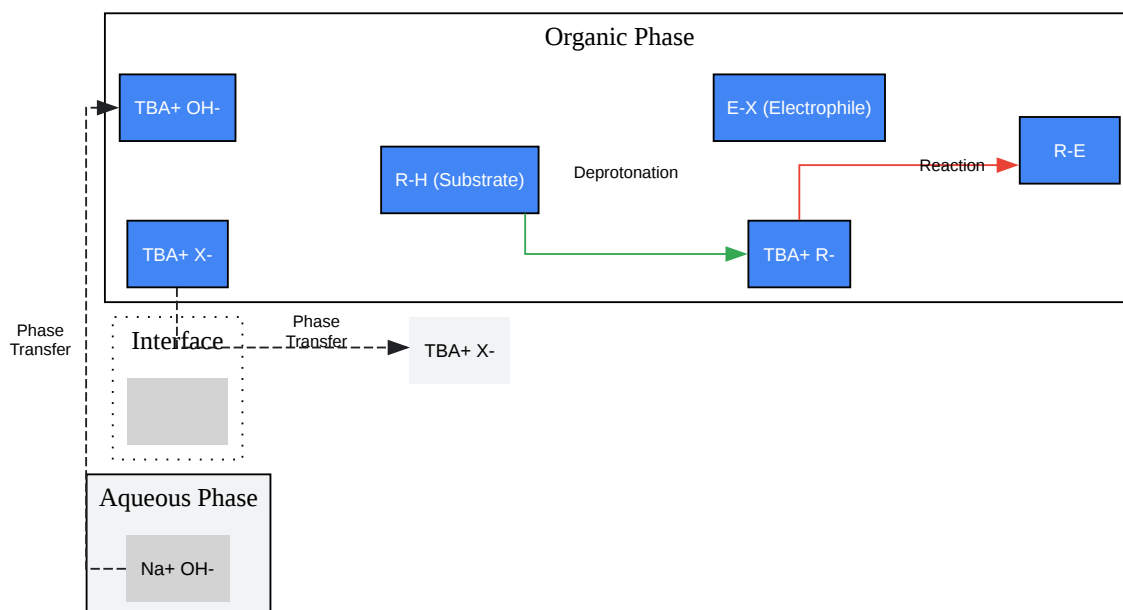 Organic Phase
TBA+ OH-
E-X (Electrophile)
R-E
R-H (Substrate)
Deprotonation
Reaction
TBA+ X-
TBA+ R-
Phase
Transfer
Interface
Phase
Transfer
TBA+ X-
Aqueous Phase
Na+ OH-